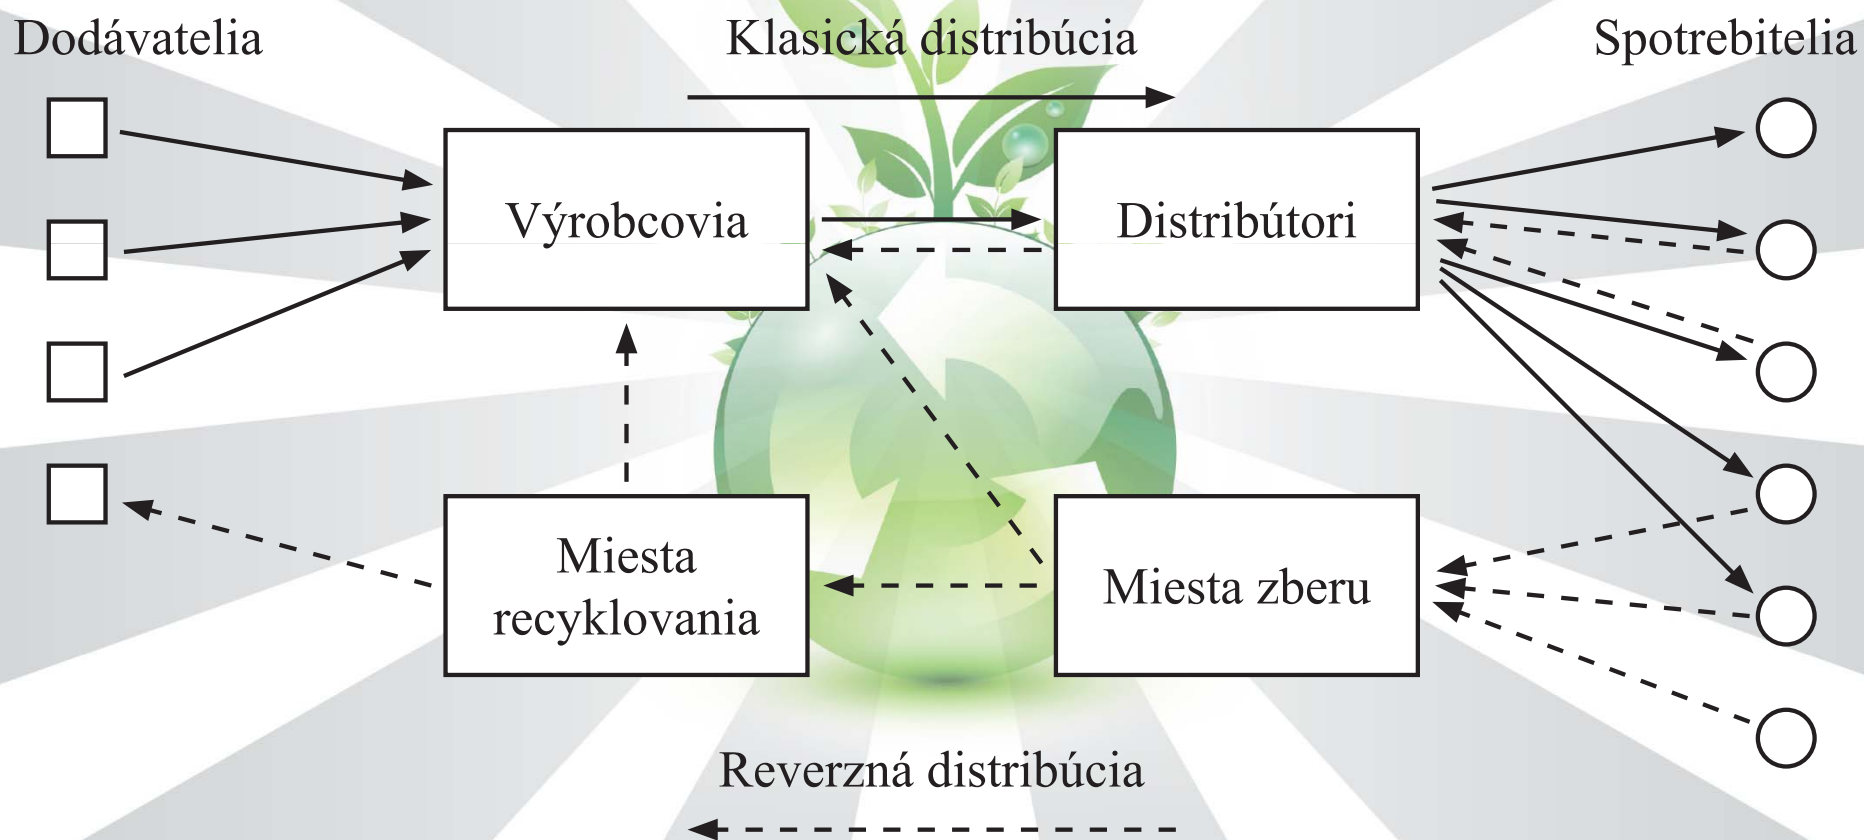 Dodávatelia
Klasická distribúcia
Spotrebitelia
Výrobcovia
Distribútori
Miesta
recyklovania
Miesta zberu
Reverzná distribúcia